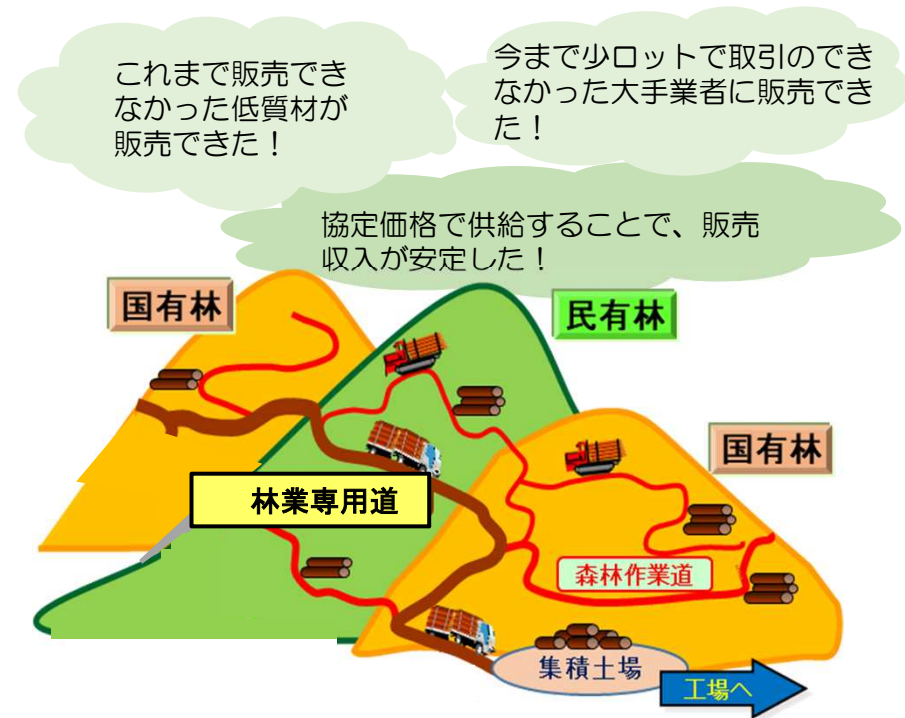 これまで販売でき
なかった低質材が
販売できた！
今まで少ロットで取引のでき
なかった大手業者に販売でき
た！
協定価格で供給することで、販売
収入が安定した！
国有林
民有林
国有林
林業専用道
森林作業道
集積土場
工場へ